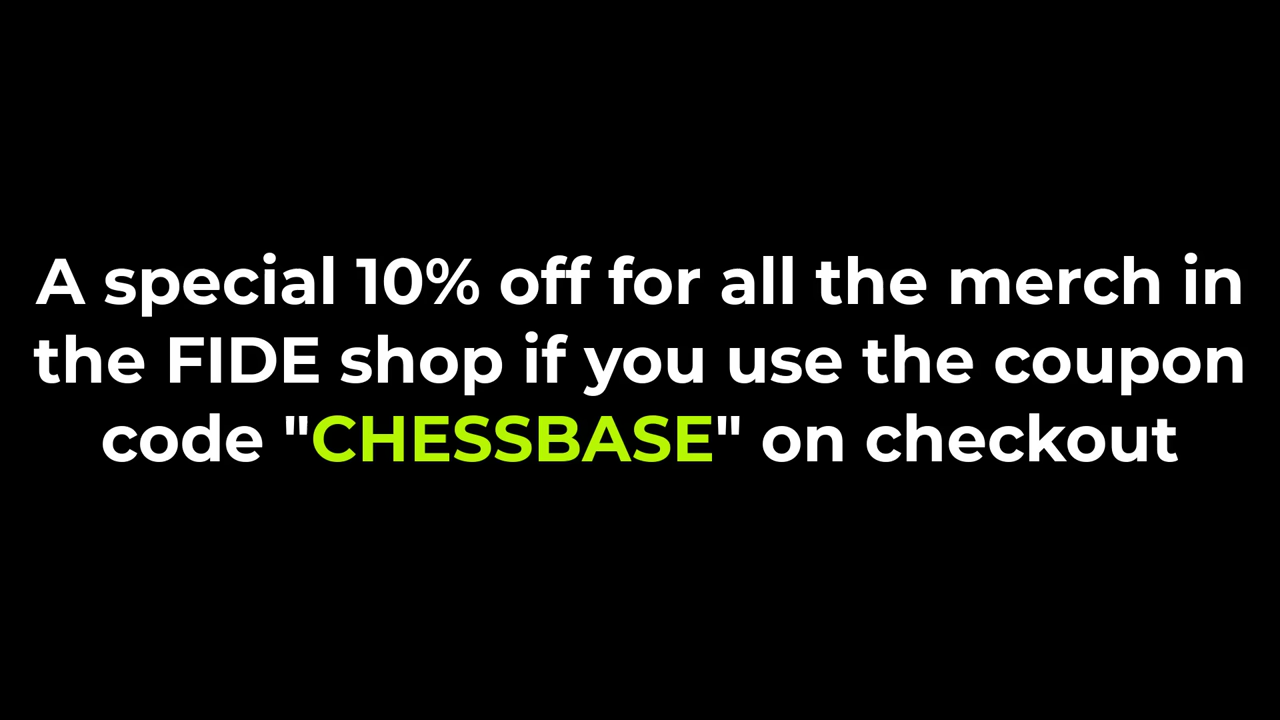 A special 10% off for all the merch in
the FIDE shop if you use the coupon
code "CHESSBASE" on checkout